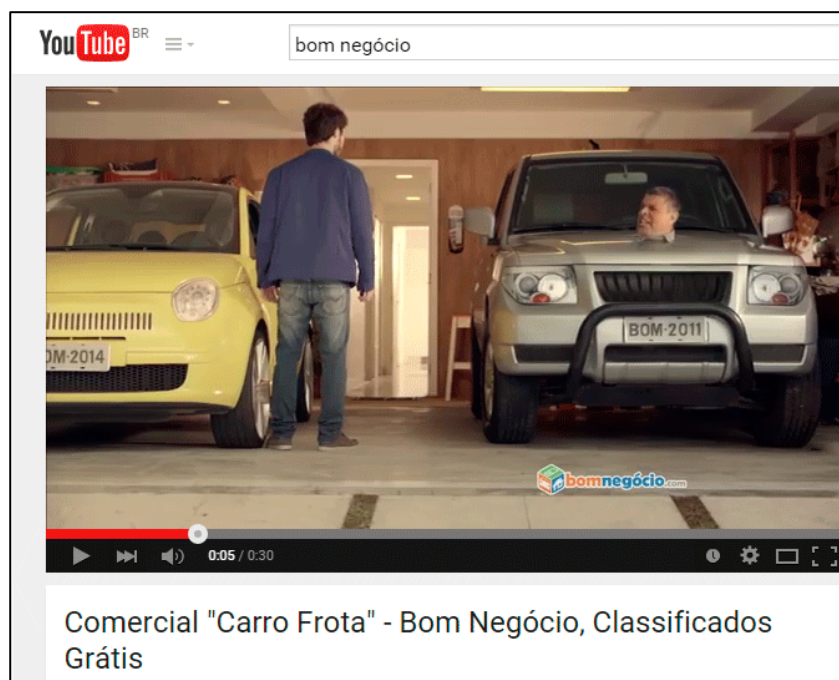 YouTube BR
bom negócio
OM-2014
BOM-2011
bomnegócio.com
0:05 / 0:30
Comercial "Carro Frota" - Bom Negócio, Classificados
Grátis